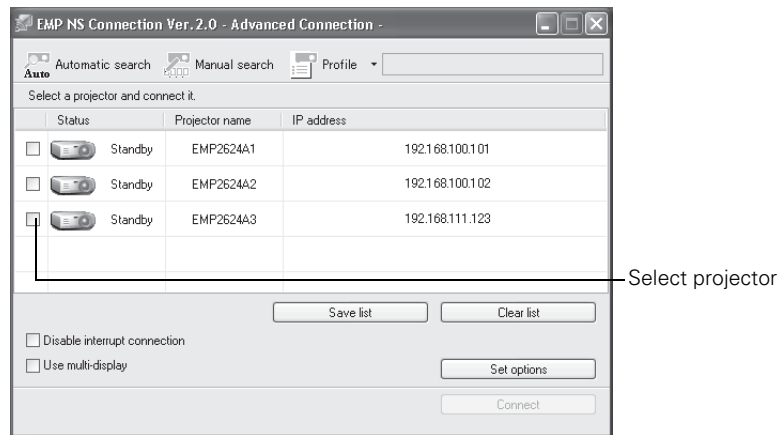 EMP NS Connection Ver.2.0 - Advanced Connection -
Auto Automatic search Manual search Profile
Select a projector and connect it.
Status Projector name IP address
Standby EMP2624A1 192.168.100.101
Standby EMP2624A2 192.168.100.102
Standby EMP2624A3 192.168.111.123
Select projector
Save list Clear list
Disable interrupt connection
Use multi-display
Set options
Connect